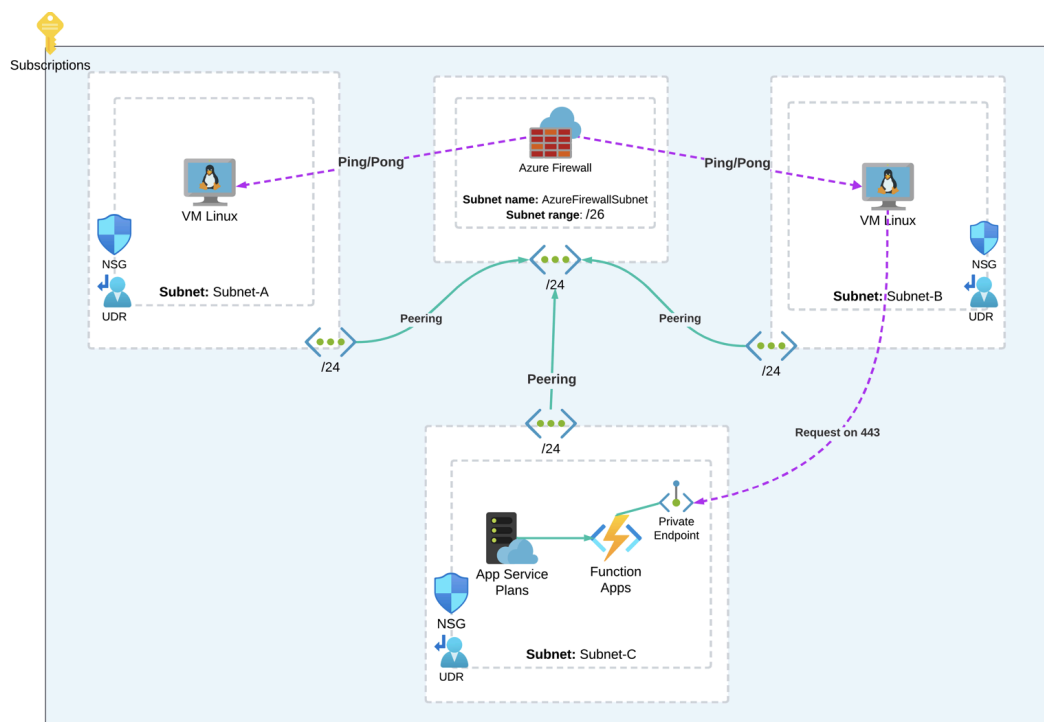 Subscriptions
Ping/Pong
VM Linux
NSG
UDR
Subnet: Subnet-A
/24
Azure Firewall
Subnet name: AzureFirewallSubnet
Subnet range: /26
/24
Ping/Pong
VM Linux
NSG
UDR
Subnet: Subnet-B
/24
Peering
Peering
Peering
Request on 443
/24
Private
Endpoint
App Service
Plans
Function
Apps
NSG
UDR
Subnet: Subnet-C